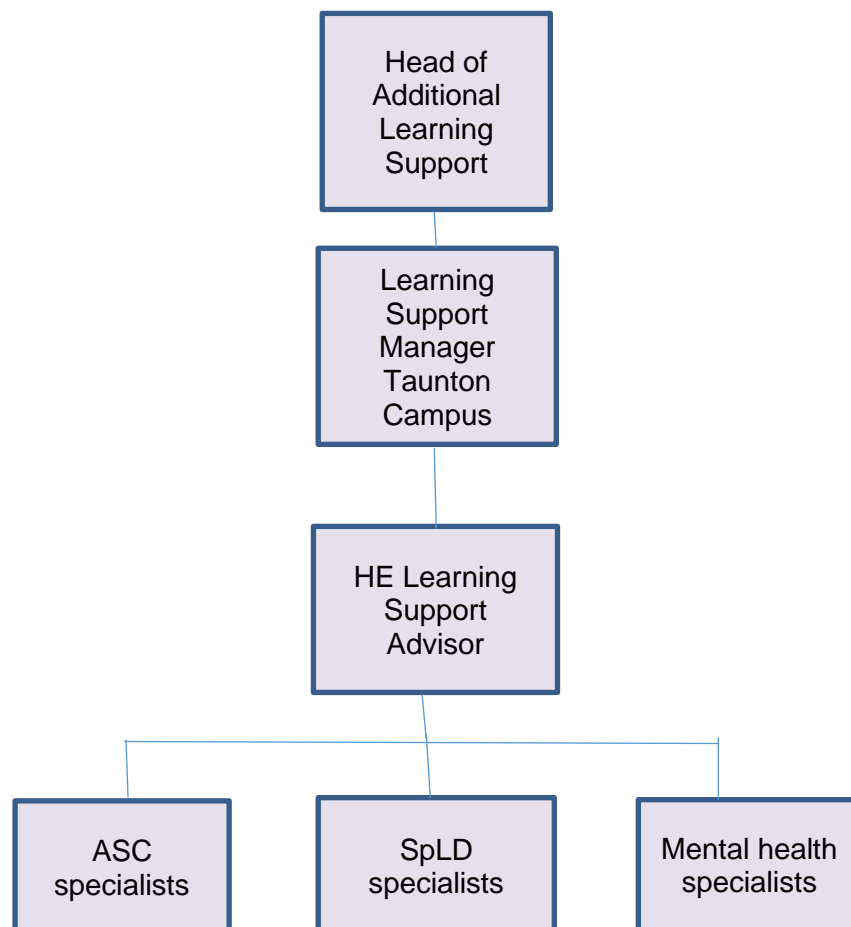 Head of
Additional
Learning
Support
Learning
Support
Manager
Taunton
Campus
HE Learning
Support
Advisor
ASC
specialists
SpLD
specialists
Mental health
specialists